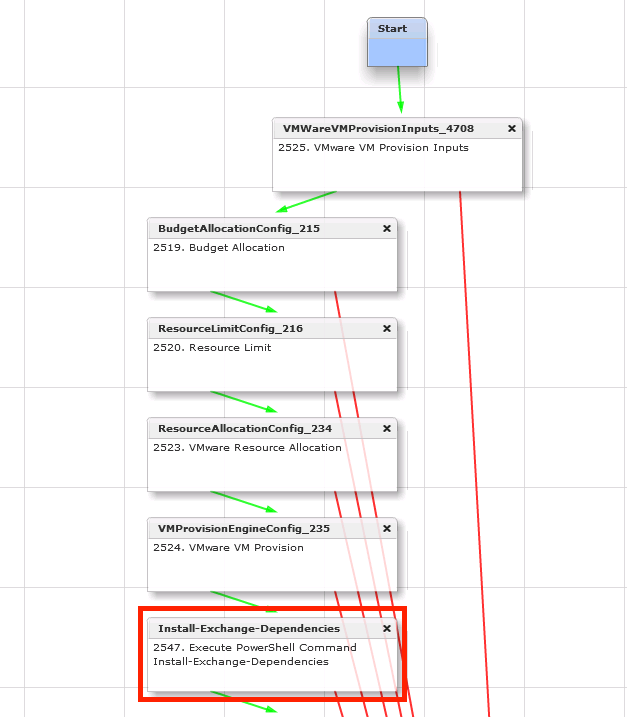 Start
VMWareVMProvisionInputs_4708
2525. VMware VM Provision Inputs
BudgetAllocationConfig_215
2519. Budget Allocation
ResourceLimitConfig_216
2520. Resource Limit
ResourceAllocationConfig_234
2523. VMware Resource Allocation
VMProvisionEngineConfig_235
2524. VMware VM Provision
Install-Exchange-Dependencies
2547. Execute PowerShell Command
Install-Exchange-Dependencies